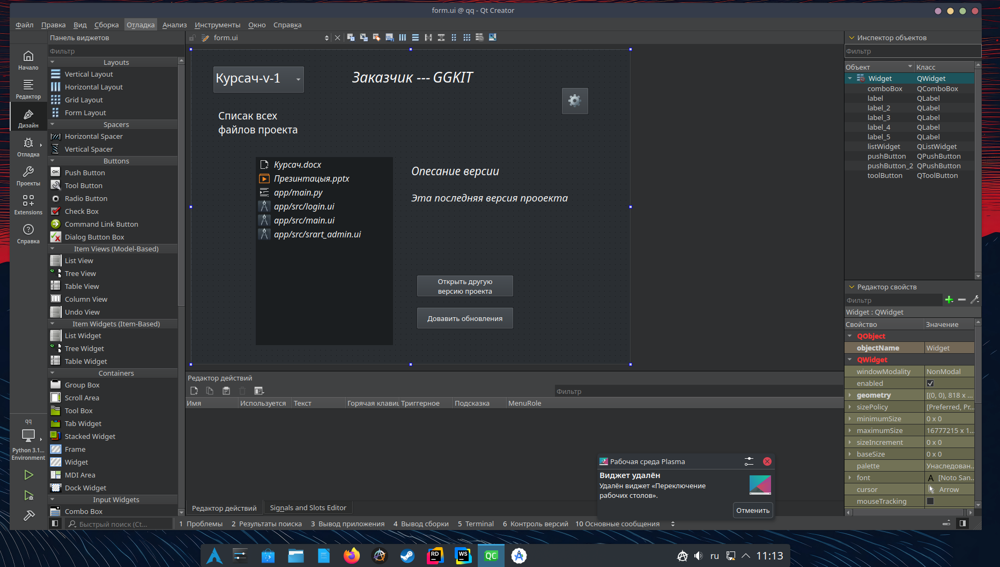 form.ui @ qq - Qt Creator
Файл Правка Вид Сборка Отладка Анализ Инструменты Окно Справка
Панель виджетов
form.ui
Инспектор объектов
Фильтр
Начало
Редактор
Дизайн
Отладка
Проекты
Extensions
Справка
Layouts
Vertical Layout
Horizontal Layout
Grid Layout
Form Layout
Spacers
Horizontal Spacer
Vertical Spacer
Buttons
OK Push Button
Tool Button
Radio Button
Check Box
Command Link Button
Dialog Button Box
Item Views (Model-Based)
List View
Tree View
Table View
Column View
Undo View
Item Widgets (Item-Based)
List Widget
Tree Widget
Table Widget
Containers
Group Box
Scroll Area
Tool Box
Tab Widget
Stacked Widget
Frame
Widget
MDI Area
Dock Widget
Input Widgets
Combo Box
Курсач-v-1
Заказчик --- GGKIT
Списак всех
файлов проекта
Курсач.docx
Презинтацыя.pptx
app/main.py
app/src/login.ui
app/src/main.ui
app/src/srart_admin.ui
Опесание версии
Эта последняя версия прооекта
Открыть другую
версию проекта
Довавить обновления
Фильтр
Объект Класс
Widget QWidget
comboBox QComboBox
label QLabel
label_2 QLabel
label_3 QLabel
label_4 QLabel
label_5 QLabel
listWidget QListWidget
pushButton QPushButton
pushButton_2 QPushButton
toolButton QToolButton
Редактор свойств
Фильтр
Widget : QWidget
Свойство Значение
QObject
objectName Widget
QWidget
windowModality NonModal
enabled
geometry [(0, 0), 818 x ...
sizePolicy [Preferred, Pr...
minimumSize 0 x 0
maximumSize 16777215 x 1...
sizeIncrement 0 x 0
baseSize 0 x 0
palette Унаследован...
font A [Noto San...
cursor Arrow
mouseTracking
Редактор действий
Фильтр
Имя Используется Текст Горячая клавиш Триггерное Подсказка MenuRole
Рабочая среда Plasma
Виджет удалён
Удалён виджет «Переключение
рабочих столов».
Отменить
Редактор действий Signals and Slots Editor
qq
Python 3.1...
Environment
Быстрый поиск (Ct...
1 Проблемы 2 Результаты поиска 3 Вывод приложения 4 Вывод сборки 5 Terminal 6 Контроль версий 10 Основные сообщения
RD
WS
QC
ru
11:13